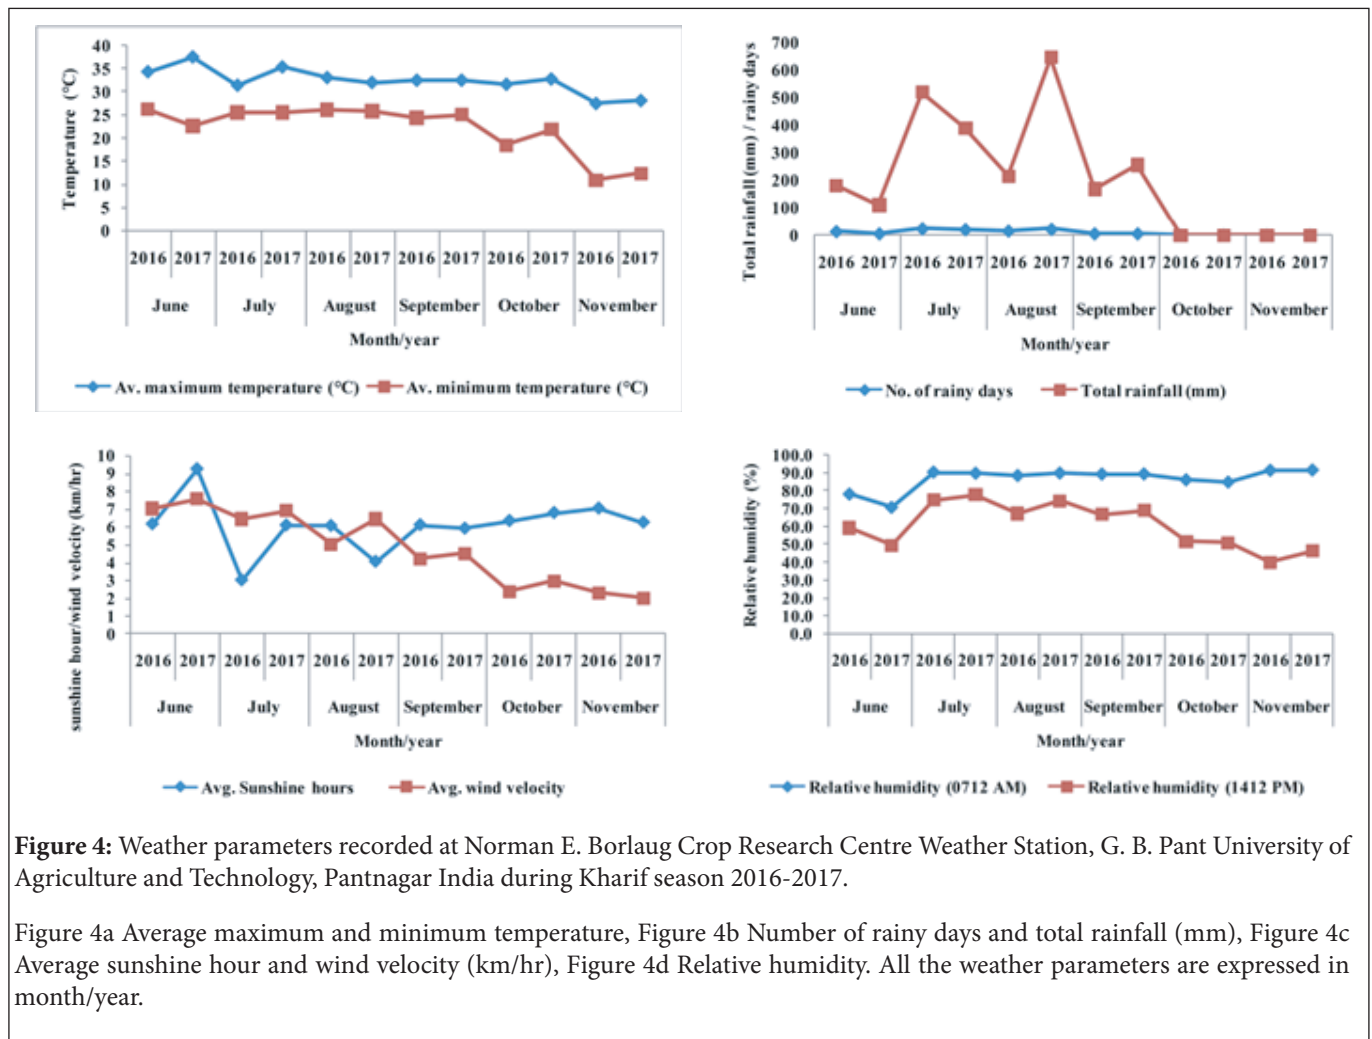 40
35
30
25
20
15
10
5
0
Temperature (°C)
2016 2017 2016 2017 2016 2017 2016 2017 2016 2017 2016 2017
June July August September October November
Month/year
Av. maximum temperature (°C) Av. minimum temperature (°C)
700
600
500
400
300
200
100
0
Total rainfall (mm) / rainy days
2016 2017 2016 2017 2016 2017 2016 2017 2016 2017 2016 2017
June July August September October November
Month/year
No. of rainy days Total rainfall (mm)
10
9
8
7
6
5
4
3
2
1
0
sunshine hour/wind velocity (km/hr)
2016 2017 2016 2017 2016 2017 2016 2017 2016 2017 2016 2017
June July August September October November
Month/year
Avg. Sunshine hours Avg. wind velocity
100.0
90.0
80.0
70.0
60.0
50.0
40.0
30.0
20.0
10.0
0.0
Relative humidity (%)
2016 2017 2016 2017 2016 2017 2016 2017 2016 2017 2016 2017
June July August September October November
Month/year
Relative humidity (0712 AM) Relative humidity (1412 PM)
Figure 4: Weather parameters recorded at Norman E. Borlaug Crop Research Centre Weather Station, G. B. Pant University of
Agriculture and Technology, Pantnagar India during Kharif season 2016-2017.
Figure 4a Average maximum and minimum temperature, Figure 4b Number of rainy days and total rainfall (mm), Figure 4c
Average sunshine hour and wind velocity (km/hr), Figure 4d Relative humidity. All the weather parameters are expressed in
month/year.